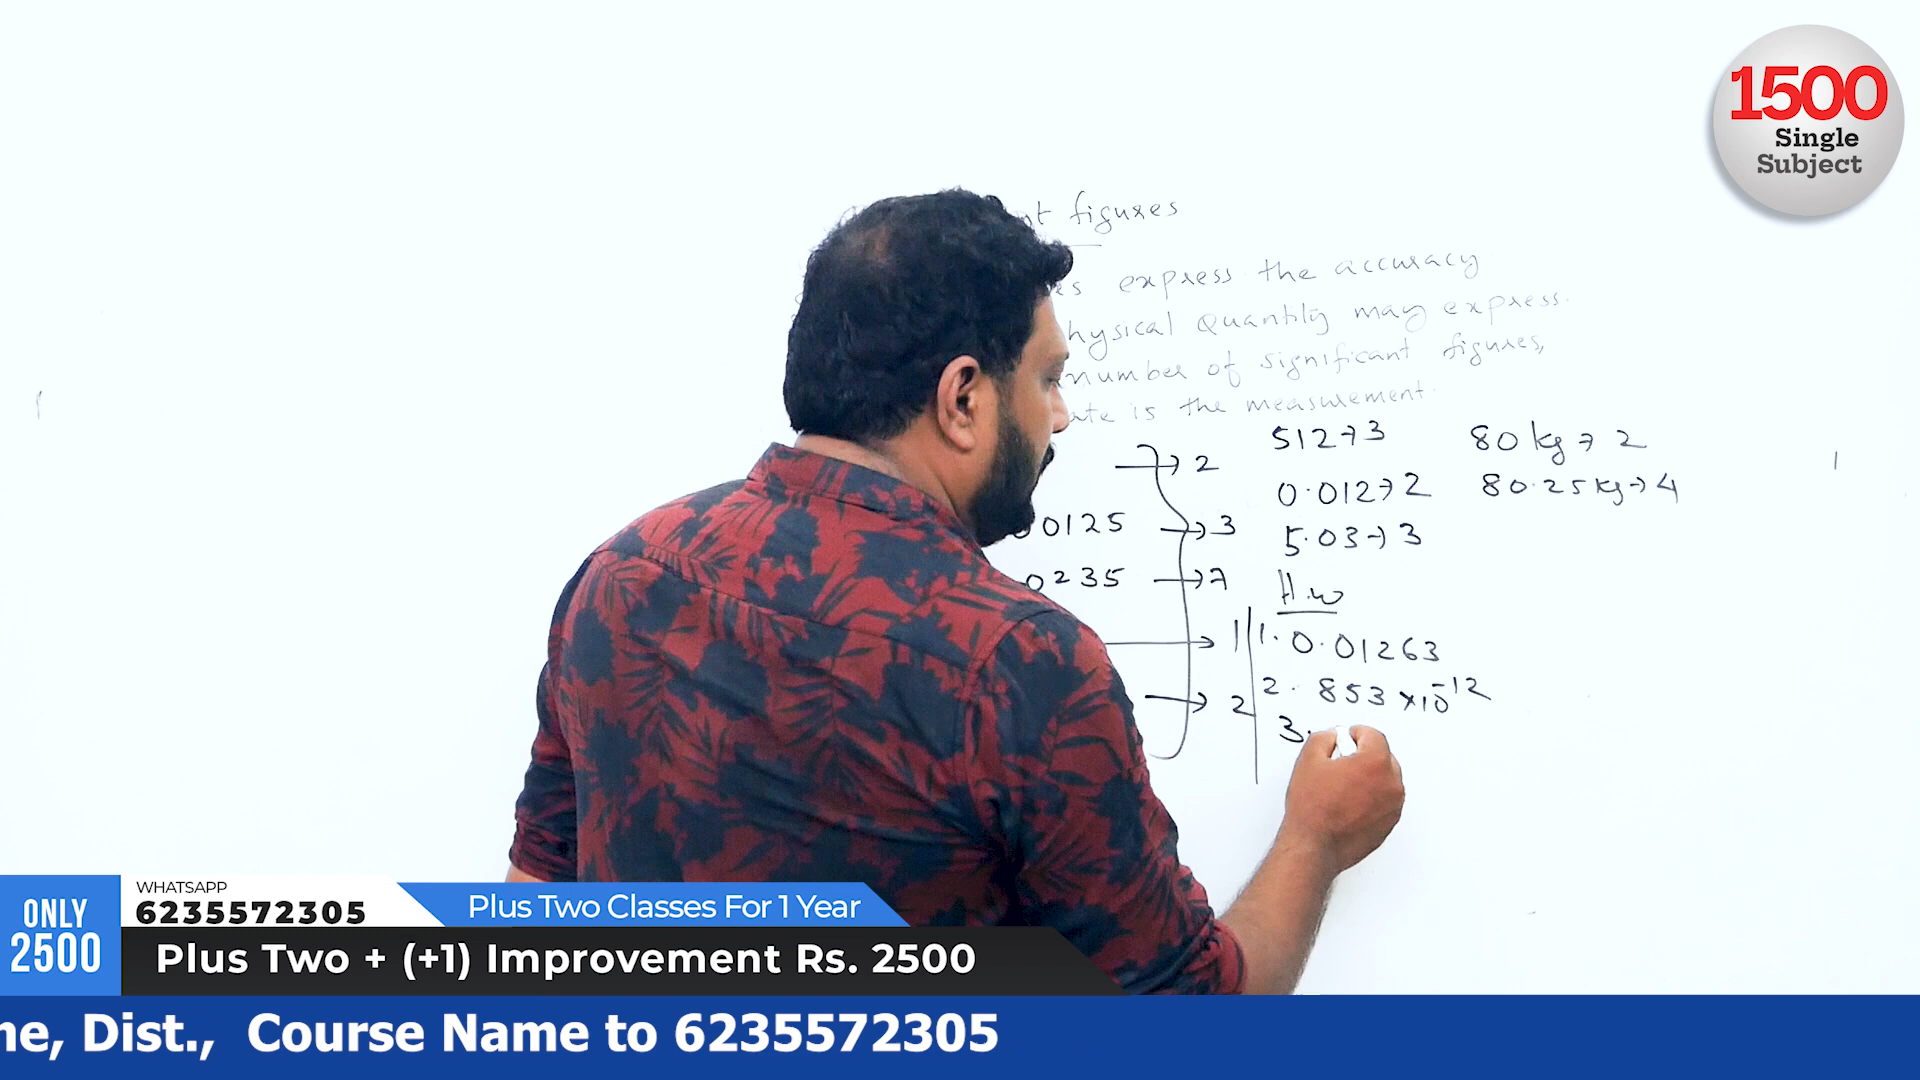 1500
Single
Subject
nt figures
es express the accuracy
hysical Quantity may express.
number of significant figures,
ate is the measurement.
→ 2
512→3
80 kg → 2
0125 → 3
0.012→2
80.25 kg→4
0235 → 7
5.03→3
H.w
→ 1
1. 0.01263
→ 2
2. 853 ×10⁻¹²
3.
ONLY
2500
WHATSAPP
6235572305
Plus Two Classes For 1 Year
Plus Two + (+1) Improvement Rs. 2500
ne, Dist., Course Name to 6235572305